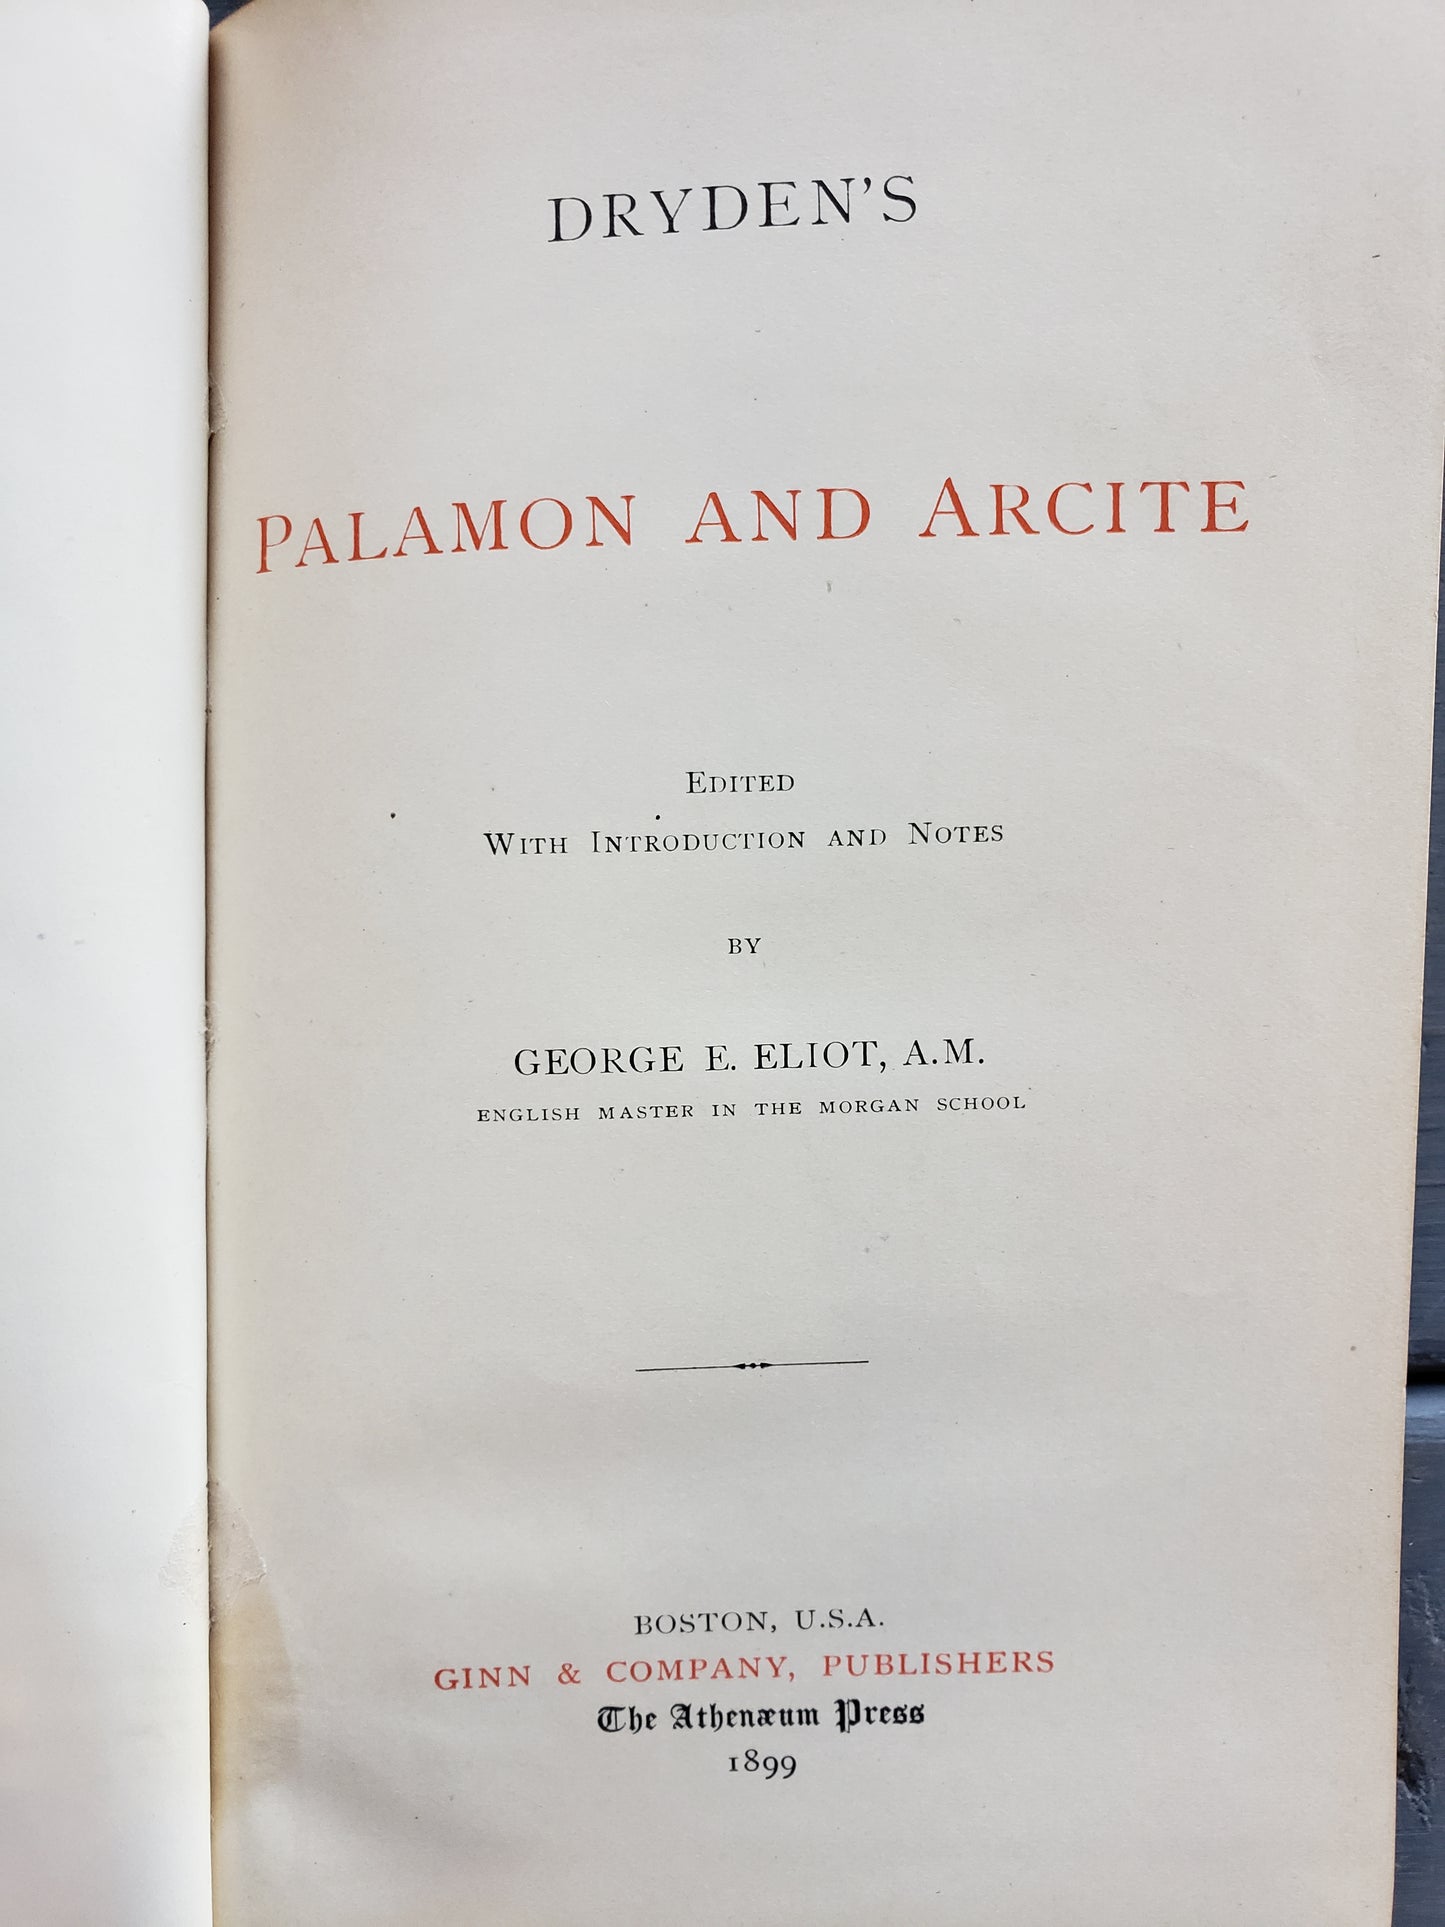 DRYDEN'S
PALAMON AND ARCITE
EDITED
WITH INTRODUCTION AND NOTES
BY
GEORGE E. ELIOT, A.M.
ENGLISH MASTER IN THE MORGAN SCHOOL
BOSTON, U.S.A.
GINN & COMPANY, PUBLISHERS
The Athenæum Press
1899